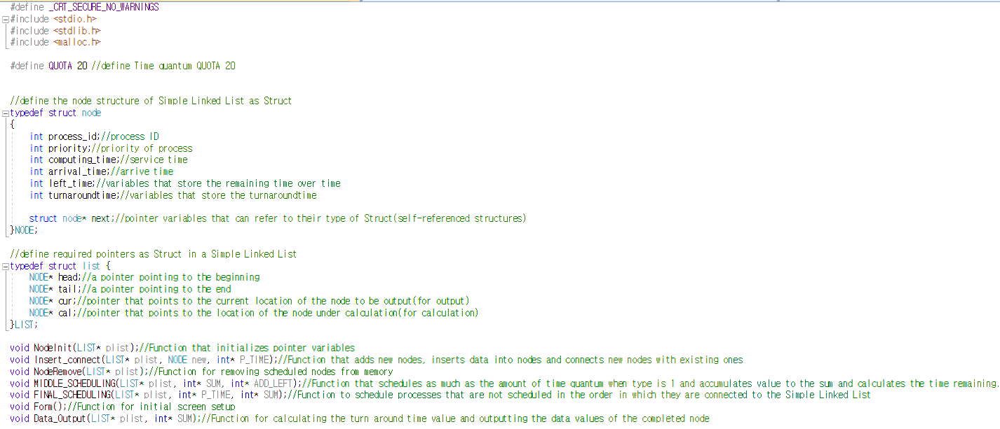 #define _CRT_SECURE_NO_WARNINGS
#include <stdio.h>
#include <stdlib.h>
#include <malloc.h>
#define QUOTA 20 //define Time quantum QUOTA 20
//define the node structure of Simple Linked List as Struct
typedef struct node
{
int process_id;//process ID
int priority;//priority of process
int computing_time;//service time
int arrival_time;//arrive time
int left_time;//variables that store the remaining time over time
int turnaroundtime;//variables that store the turnaroundtime
struct node* next;//pointer variables that can refer to their type of Struct(self-referenced structures)
}NODE;
//define required pointers as Struct in a Simple Linked List
typedef struct list {
NODE* head;//a pointer pointing to the beginning
NODE* tail;//a pointer pointing to the end
NODE* cur;//pointer that points to the current location of the node to be output(for output)
NODE* cal;//pointer that points to the location of the node under calculation(for calculation)
}LIST;
void NodeInit(LIST* plist);//Function that initializes pointer variables
void Insert_connect(LIST* plist, NODE new, int* P_TIME);//Function that adds new nodes, inserts data into nodes and connects new nodes with existing ones
void NodeRemove(LIST* plist);//Function for removing scheduled nodes from memory
void MIDDLE_SCHEDULING(LIST* plist, int* SUM, int* ADD_LEFT);//Function that schedules as much as the amount of time quantum when type is 1 and accumulates value to the sum and calculates the time remaining.
void FINAL_SCHEDULING(LIST* plist, int* P_TIME, int* SUM);//Function to schedule processes that are not scheduled in the order in which they are connected to the Simple Linked List
void Form();//Function for initial screen setup
void Data_Output(LIST* plist, int* SUM);//Function for calculating the turn around time value and outputting the data values of the completed node